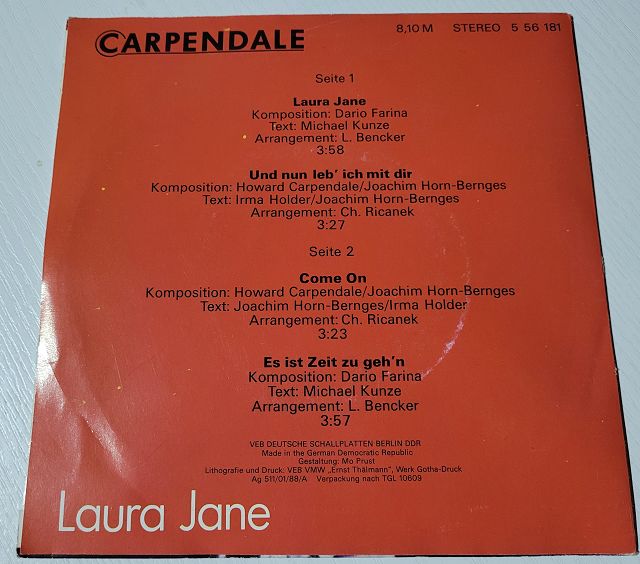 CARPENDALE
8,10 M STEREO 5 56 181
Seite 1
Laura Jane
Komposition: Dario Farina
Text: Michael Kunze
Arrangement: L. Bencker
3:58
Und nun leb' ich mit dir
Komposition: Howard Carpendale/Joachim Horn-Bernges
Text: Irma Holder/Joachim Horn-Bernges
Arrangement: Ch. Ricanek
3:27
Seite 2
Come On
Komposition: Howard Carpendale/Joachim Horn-Bernges
Text: Joachim Horn-Bernges/Irma Holder
Arrangement: Ch. Ricanek
3:23
Es ist Zeit zu geh'n
Komposition: Dario Farina
Text: Michael Kunze
Arrangement: L. Bencker
3:57
VEB DEUTSCHE SCHALLPLATTEN BERLIN DDR
Made in the German Democratic Republic
Gestaltung: Mo Prust
Lithografie und Druck: VEB VMW „Ernst Thälmann", Werk Gotha-Druck
Ag 511/01/88/A Verpackung nach TGL 10609
Laura Jane